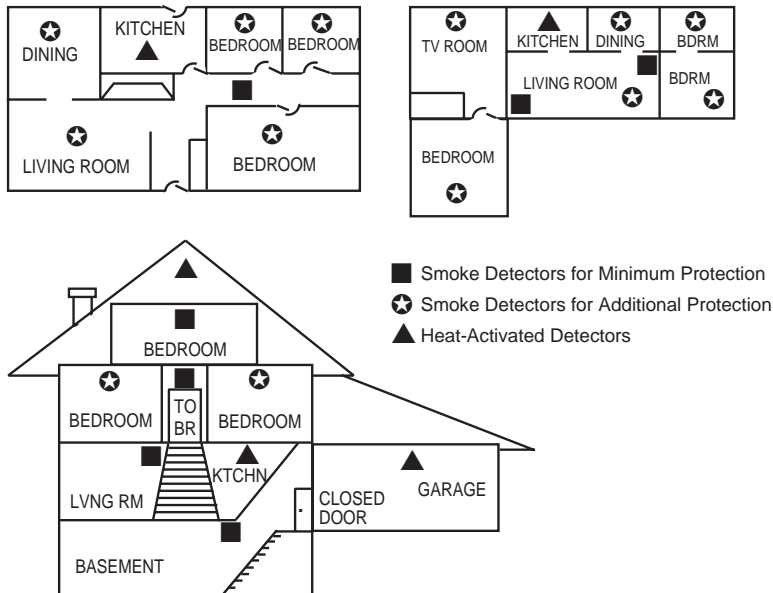 KITCHEN
DINING
BEDROOM
BEDROOM
LIVING ROOM
BEDROOM
TV ROOM
KITCHEN
DINING
BDRM
LIVING ROOM
BDRM
BEDROOM
Smoke Detectors for Minimum Protection
Smoke Detectors for Additional Protection
Heat-Activated Detectors
BEDROOM
BEDROOM
TO
BR
BEDROOM
LVNG RM
KTCHN
CLOSED
DOOR
GARAGE
BASEMENT